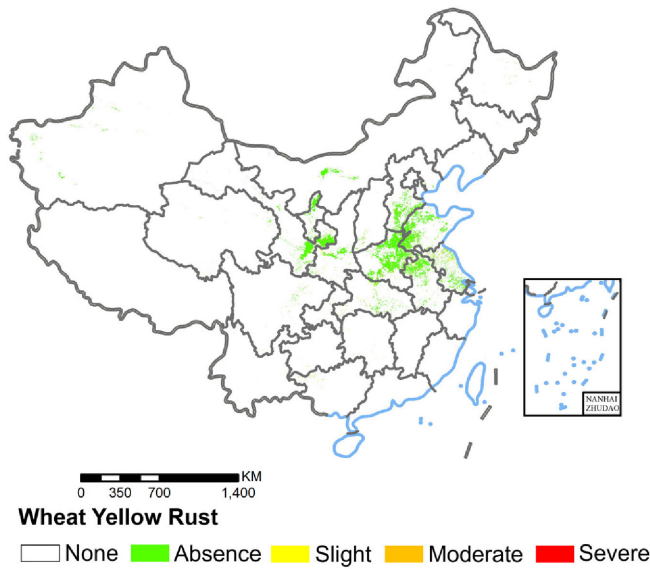 NANHAI
ZHUDAO
KM
0 350 700 1,400
Wheat Yellow Rust
None Absence Slight Moderate Severe